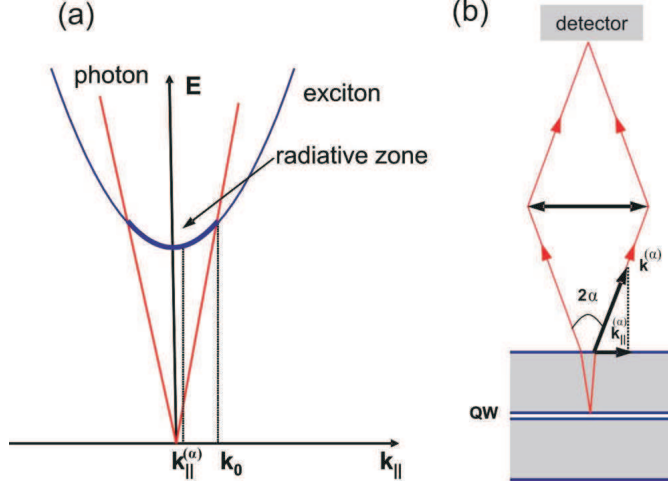 (a)
photon
E
exciton
radiative zone
k||(α)
k0
k||
(b)
detector
k(α)
2α
k||(α)
QW